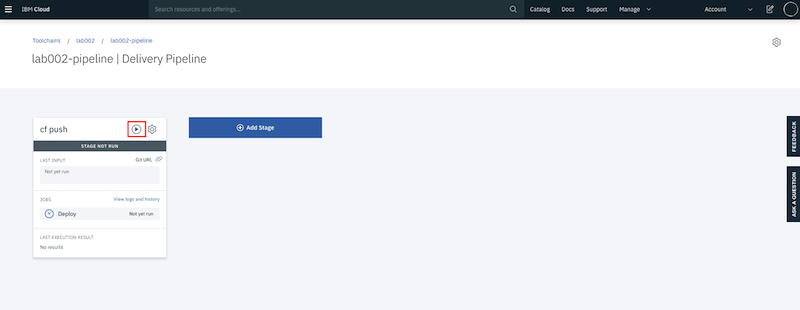 IBM Cloud
Search resources and offerings...
Catalog Docs Support Manage Account
Toolchains / lab002 / lab002-pipeline
lab002-pipeline | Delivery Pipeline
cf push
Add Stage
STAGE NOT RUN
LAST INPUT Git URL
Not yet run
JOBS View logs and history
Deploy Not yet run
LAST EXECUTION RESULT
No results
FEEDBACK
ASK A QUESTION